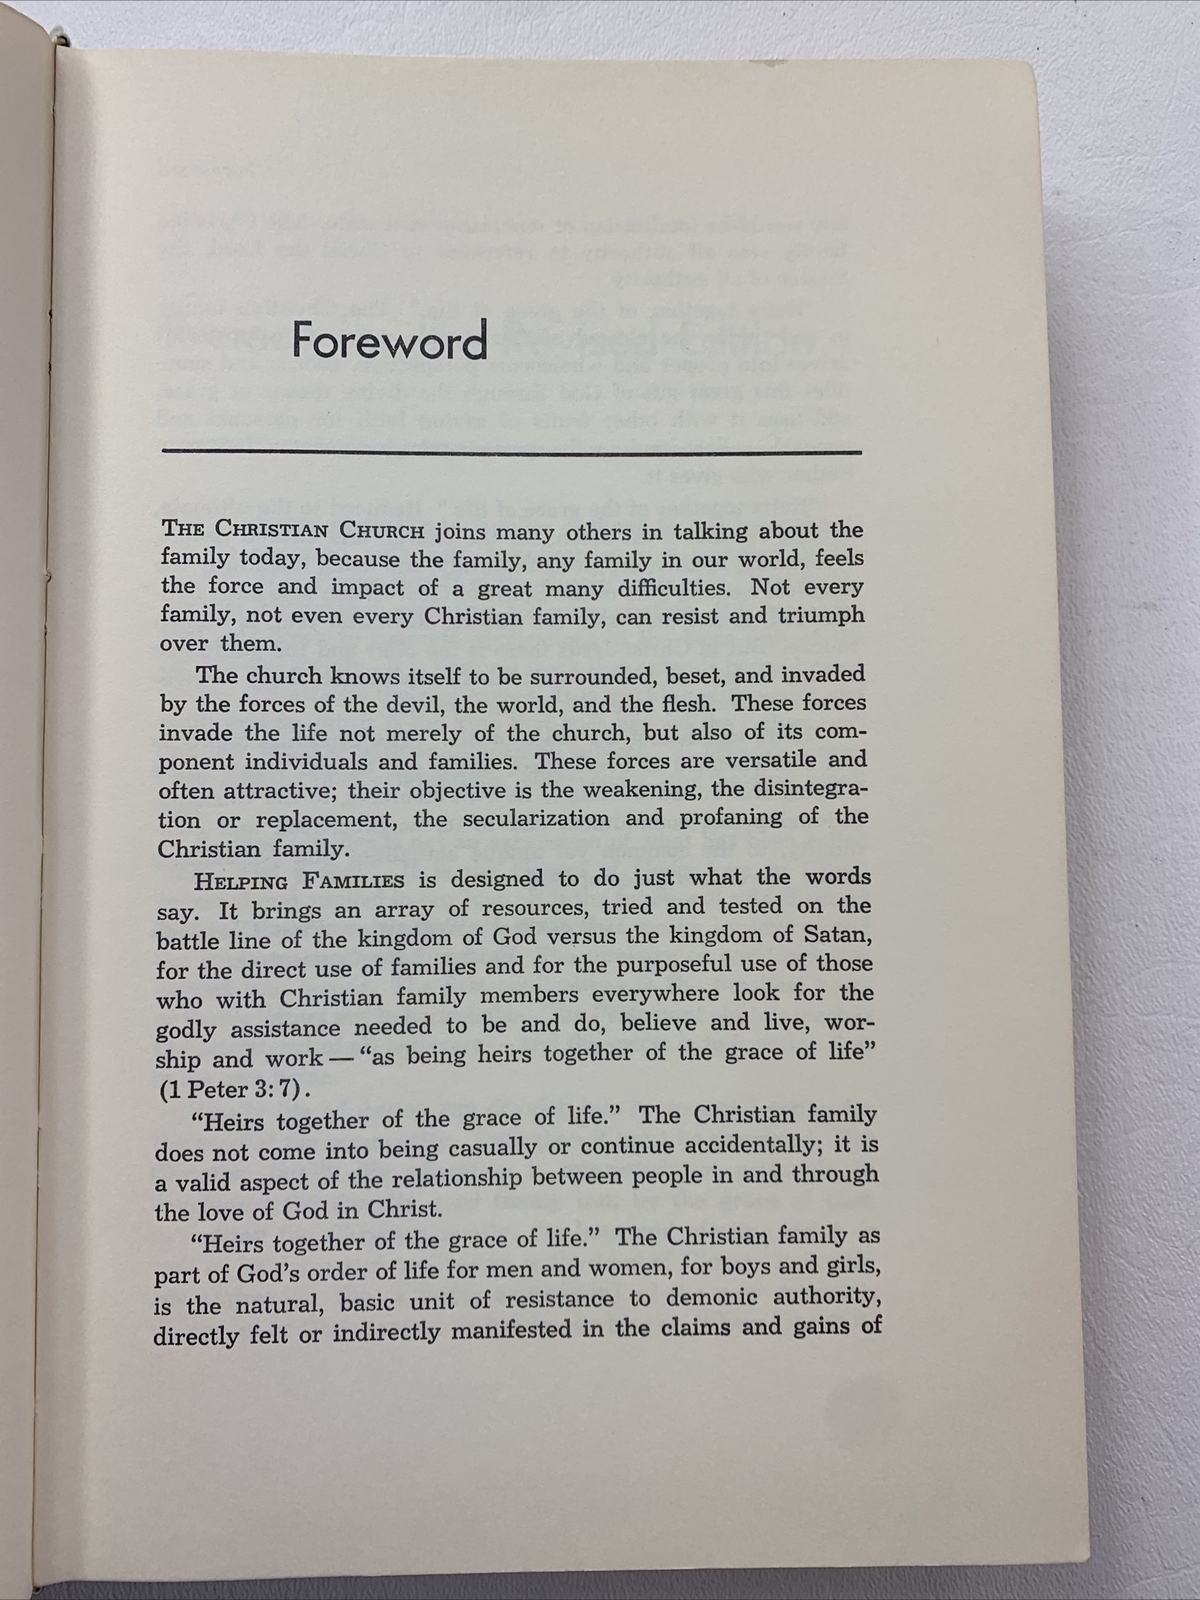 Foreword
THE CHRISTIAN CHURCH joins many others in talking about the
family today, because the family, any family in our world, feels
the force and impact of a great many difficulties. Not every
family, not even every Christian family, can resist and triumph
over them.
The church knows itself to be surrounded, beset, and invaded
by the forces of the devil, the world, and the flesh. These forces
invade the life not merely of the church, but also of its com-
ponent individuals and families. These forces are versatile and
often attractive; their objective is the weakening, the disintegra-
tion or replacement, the secularization and profaning of the
Christian family.
HELPING FAMILIES is designed to do just what the words
say. It brings an array of resources, tried and tested on the
battle line of the kingdom of God versus the kingdom of Satan,
for the direct use of families and for the purposeful use of those
who with Christian family members everywhere look for the
godly assistance needed to be and do, believe and live, wor-
ship and work — “as being heirs together of the grace of life”
(1 Peter 3:7).
“Heirs together of the grace of life.” The Christian family
does not come into being casually or continue accidentally; it is
a valid aspect of the relationship between people in and through
the love of God in Christ.
“Heirs together of the grace of life.” The Christian family as
part of God's order of life for men and women, for boys and girls,
is the natural, basic unit of resistance to demonic authority,
directly felt or indirectly manifested in the claims and gains of